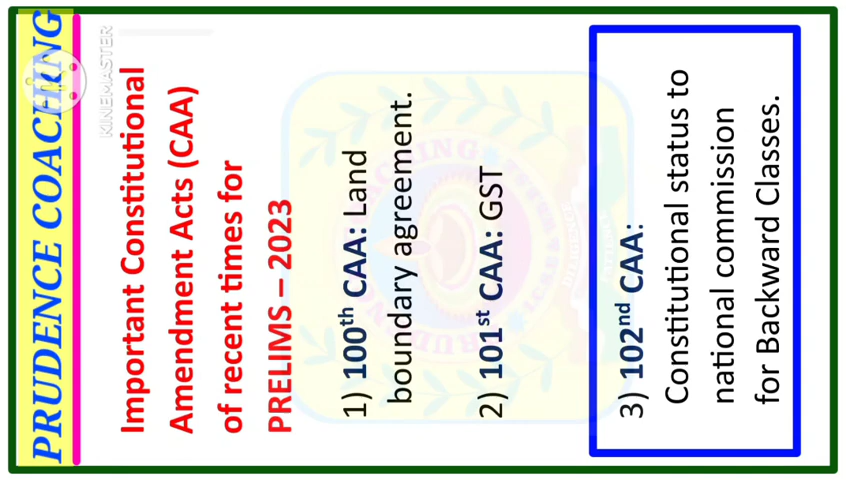 PRUDENCE COACHING
KINEMASTER
Important Constitutional
Amendment Acts (CAA)
of recent times for
PRELIMS – 2023
1) 100th CAA: Land
boundary agreement.
2) 101st CAA: GST
3) 102nd CAA:
Constitutional status to
national commission
for Backward Classes.